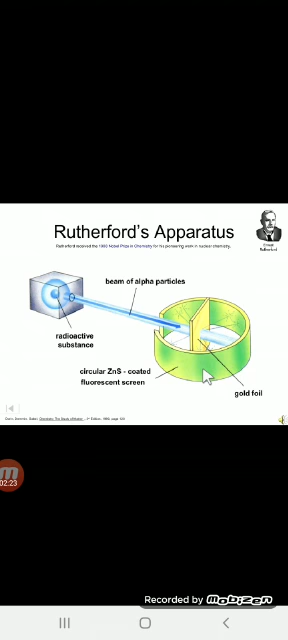 Rutherford's Apparatus
Rutherford received the 1908 Nobel Prize in Chemistry for his pioneering work in nuclear chemistry.
Ernest
Rutherford
beam of alpha particles
radioactive
substance
circular ZnS - coated
fluorescent screen
gold foil
02:23
Recorded by mobizen